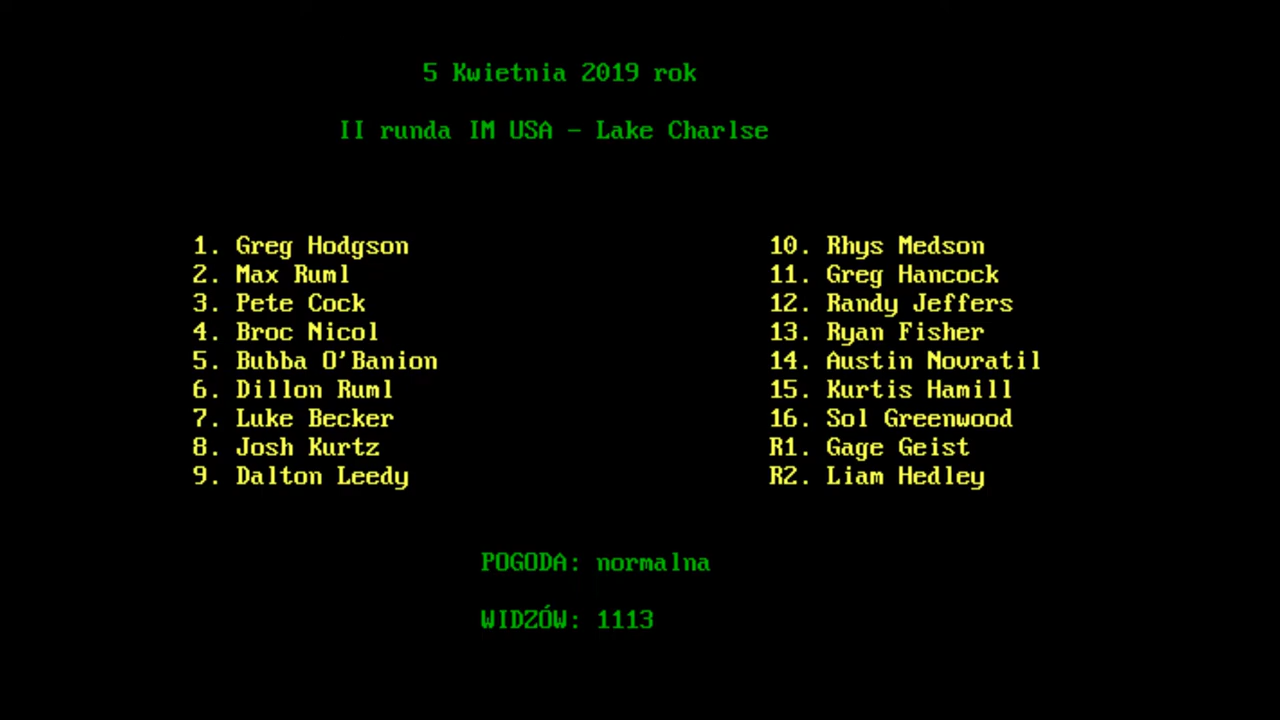 5 Kwietnia 2019 rok
II runda IM USA - Lake Charlse
1. Greg Hodgson
2. Max Ruml
3. Pete Cock
4. Broc Nicol
5. Bubba O'Banion
6. Dillon Ruml
7. Luke Becker
8. Josh Kurtz
9. Dalton Leedy
10. Rhys Medson
11. Greg Hancock
12. Randy Jeffers
13. Ryan Fisher
14. Austin Novratil
15. Kurtis Hamill
16. Sol Greenwood
R1. Gage Geist
R2. Liam Hedley
POGODA: normalna
WIDZÓW: 1113